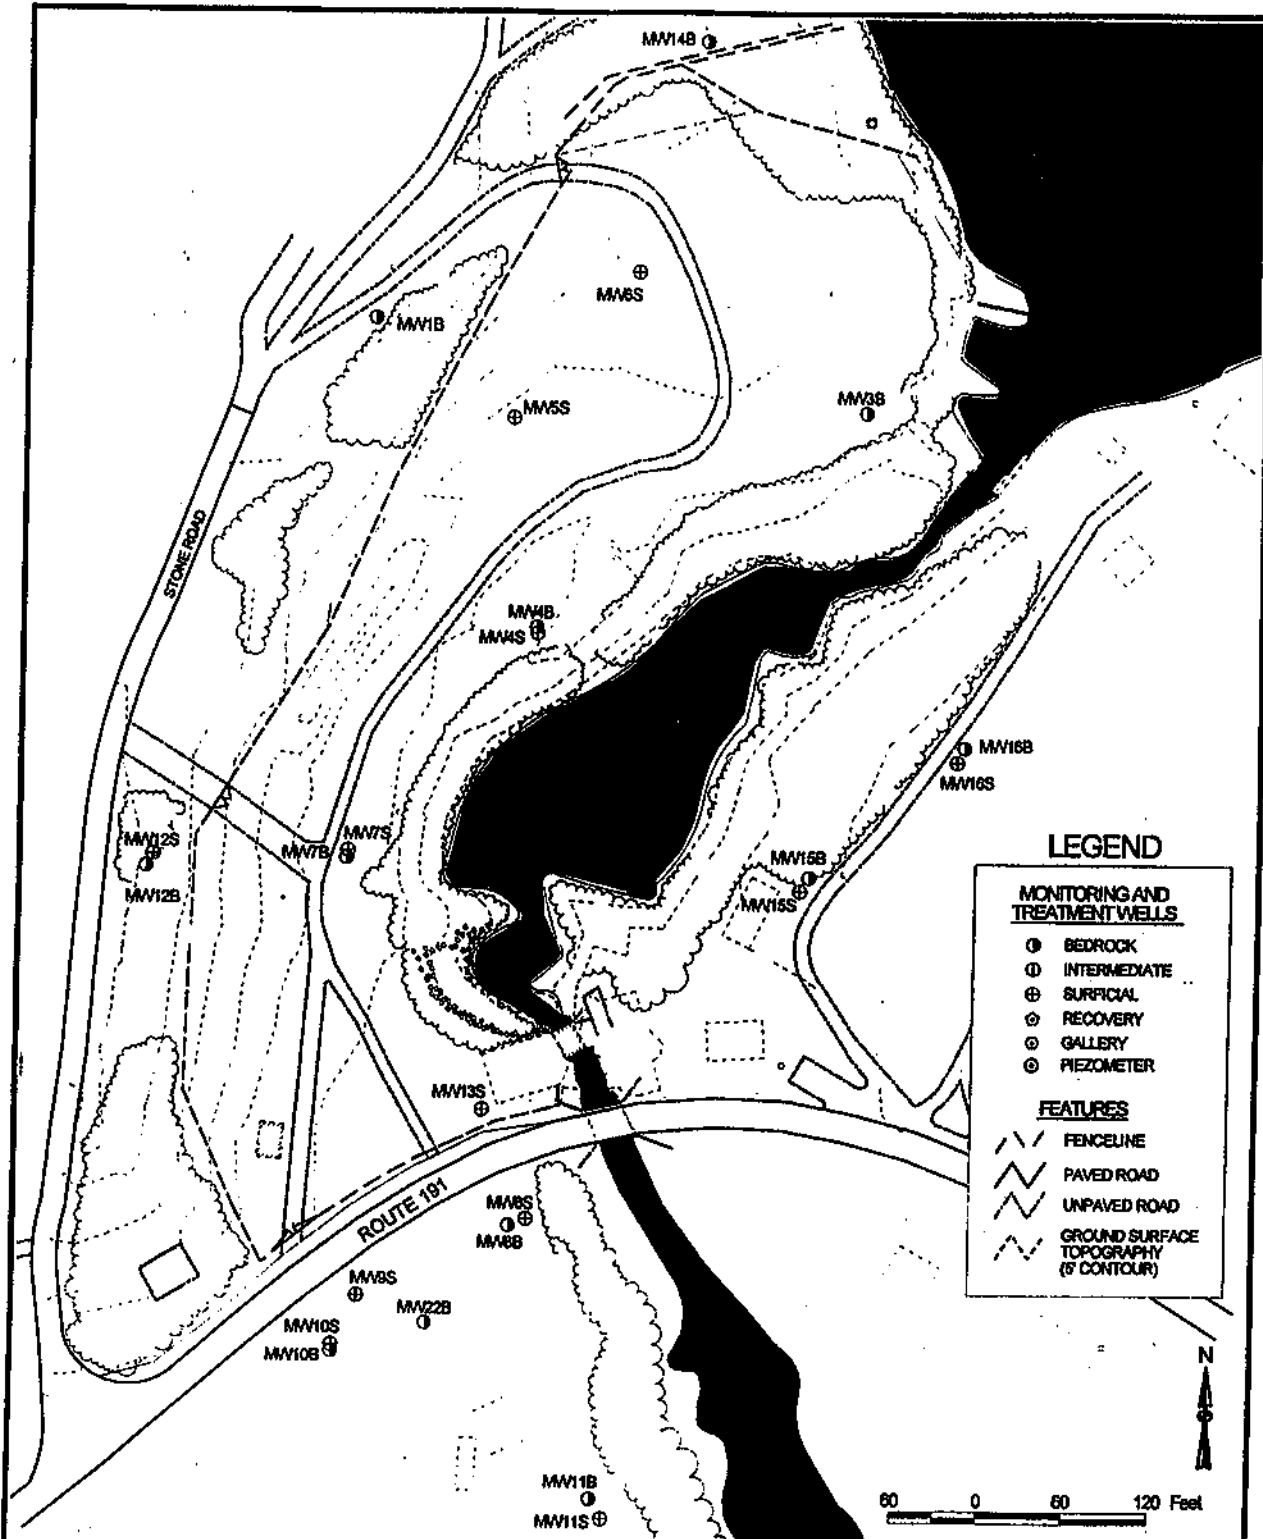 MW14B
MW6S
MW1B
MW5S
MW3B
STONE ROAD
MW4B
MW4S
MW16B
MW16S
MW12S
MW12B
MW7S
MW7B
MW15B
MW15S
MW13S
ROUTE 191
MW8S
MW8B
MW9S
MW22B
MW10S
MW10B
MW11B
MW11S
LEGEND
MONITORING AND
TREATMENT WELLS
BEDROCK
INTERMEDIATE
SURFICIAL
RECOVERY
GALLERY
PIEZOMETER
FEATURES
FENCELINE
PAVED ROAD
UNPAVED ROAD
GROUND SURFACE
TOPOGRAPHY
(5' CONTOUR)
N
60 0 60 120 Feet